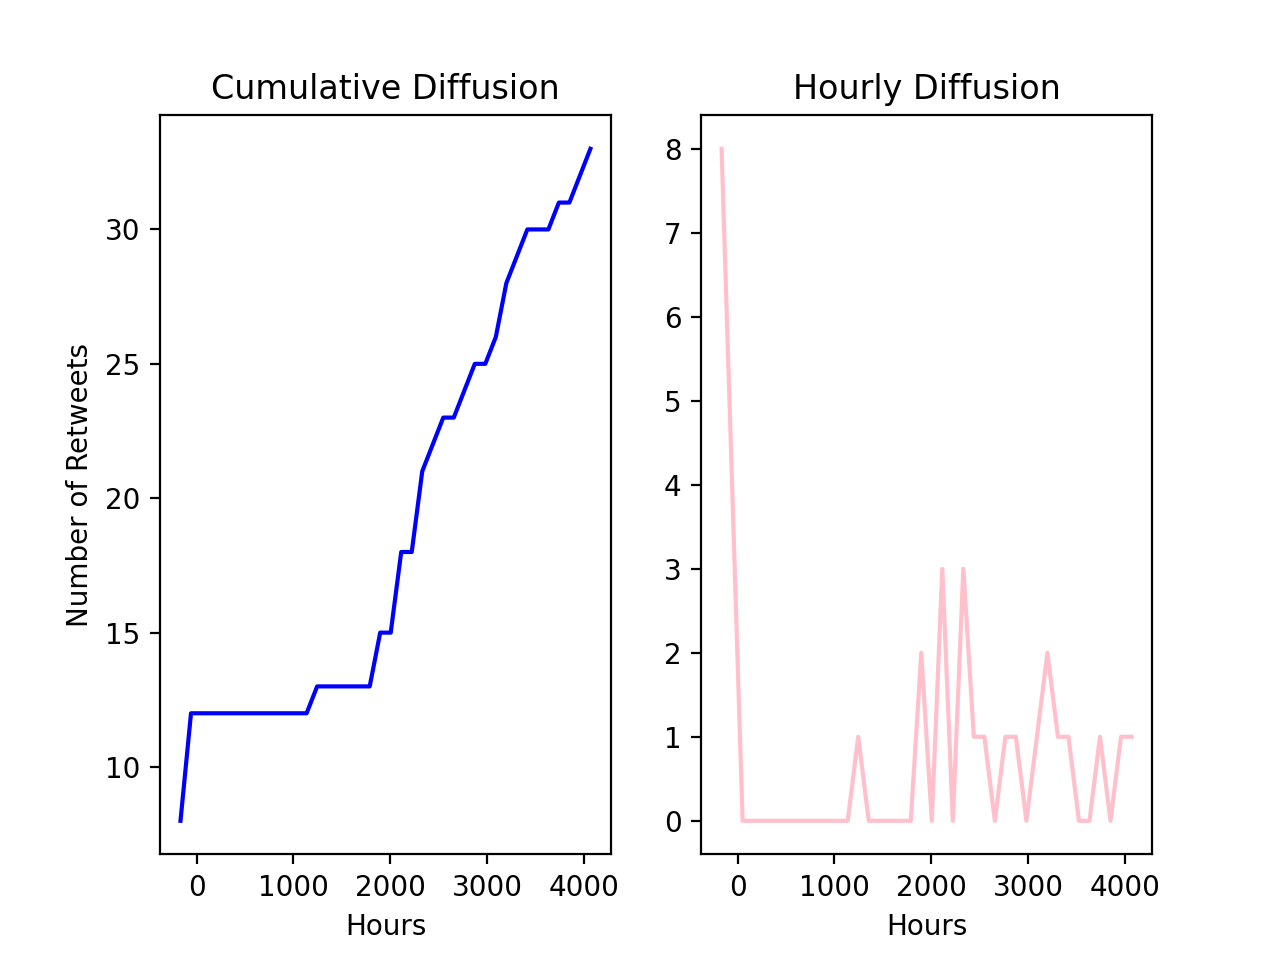 Cumulative Diffusion
Number of Retweets
30
25
20
15
10
0 1000 2000 3000 4000
Hours
Hourly Diffusion
8
7
6
5
4
3
2
1
0
0 1000 2000 3000 4000
Hours